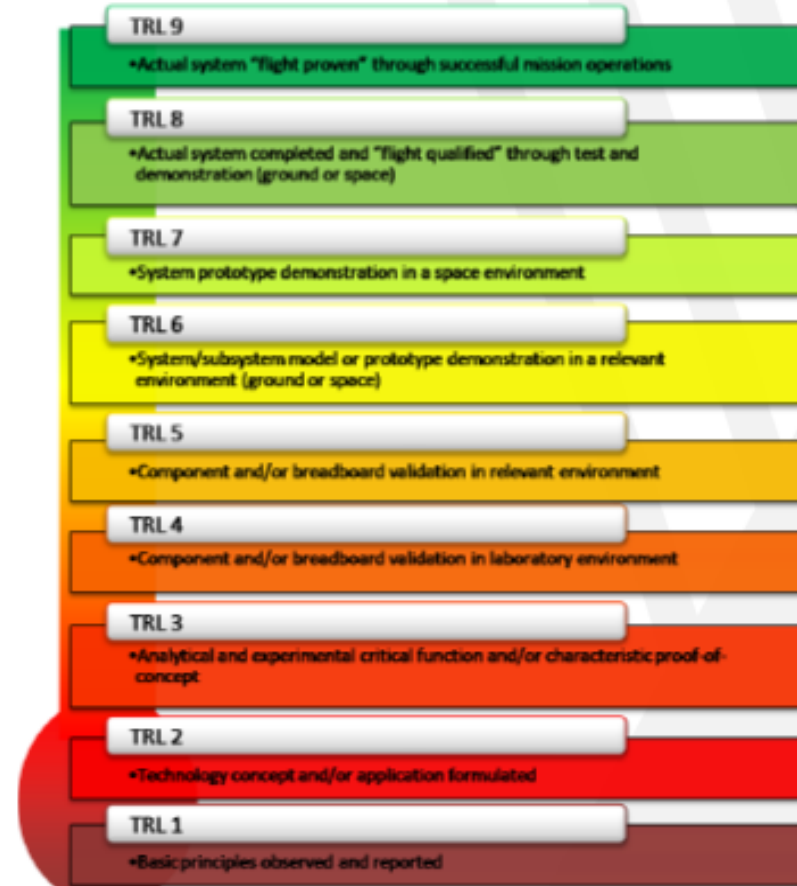 TRL 9
•Actual system “flight proven” through successful mission operations
TRL 8
•Actual system completed and “flight qualified” through test and
demonstration (ground or space)
TRL 7
•System prototype demonstration in a space environment
TRL 6
•System/subsystem model or prototype demonstration in a relevant
environment (ground or space)
TRL 5
•Component and/or breadboard validation in relevant environment
TRL 4
•Component and/or breadboard validation in laboratory environment
TRL 3
•Analytical and experimental critical function and/or characteristic proof-of-
concept
TRL 2
•Technology concept and/or application formulated
TRL 1
•Basic principles observed and reported